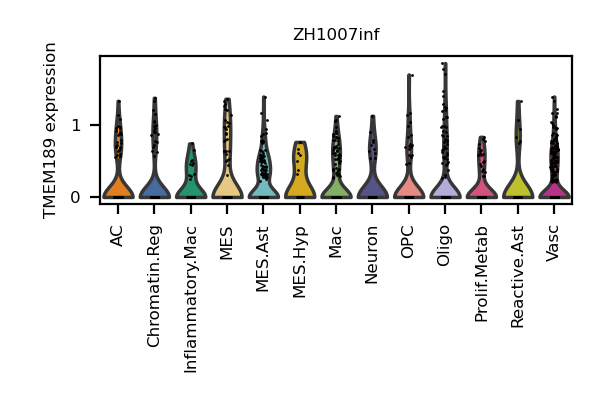 ZH1007inf
TMEM189 expression
1
0
AC
Chromatin.Reg
Inflammatory.Mac
MES
MES.Ast
MES.Hyp
Mac
Neuron
OPC
Oligo
Prolif.Metab
Reactive.Ast
Vasc